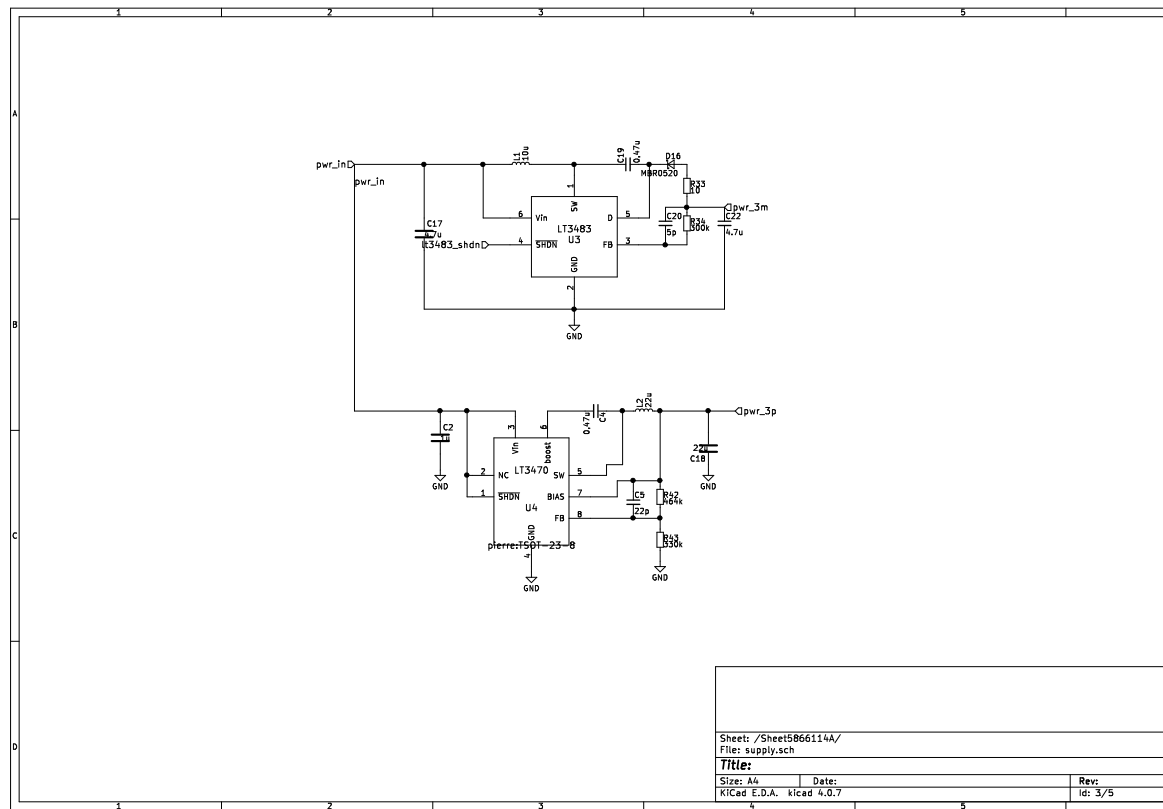 1 2 3 4 5
A
B
C
D
pwr_in
pwr_in
L1
10u
C19
0.47u
D16
MBR0520
R33
10
pwr_3m
C17
4.7u
lt3483_shdn
1
SW
6 Vin
LT3483
U3
4 SHDN
D 5
FB 3
GND
2
C20
5p
R34
300k
C22
4.7u
GND
C2
1u
GND
3
Vin
6
boost
0.47u
C4
L2
22u
pwr_3p
22u
C18
GND
2 NC
LT3470
SW 5
1 SHDN
BIAS 7
U4
FB 8
GND
4
pierre:TSOT-23-8
C5
22p
R42
464k
R43
330k
GND
GND
Sheet: /Sheet5866114A/
File: supply.sch
Title:
Size: A4 Date: Rev:
KiCad E.D.A. kicad 4.0.7 Id: 3/5
1 2 3 4 5